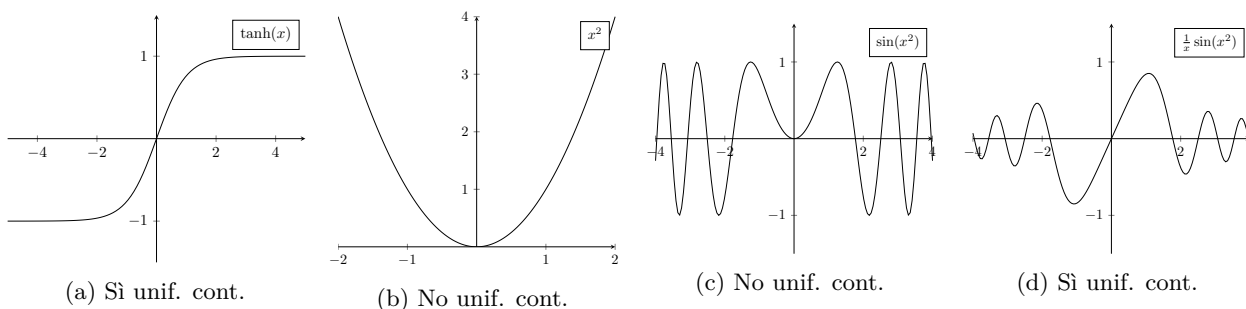 tanh(x)
1
−4 −2 2 4
−1
(a) Sì unif. cont.
x²
4
3
2
1
−2 −1 1 2
(b) No unif. cont.
sin(x²)
1
−4 −2 2 4
−1
(c) No unif. cont.
1/x sin(x²)
1
−4 −2 2
−1
(d) Sì unif. cont.